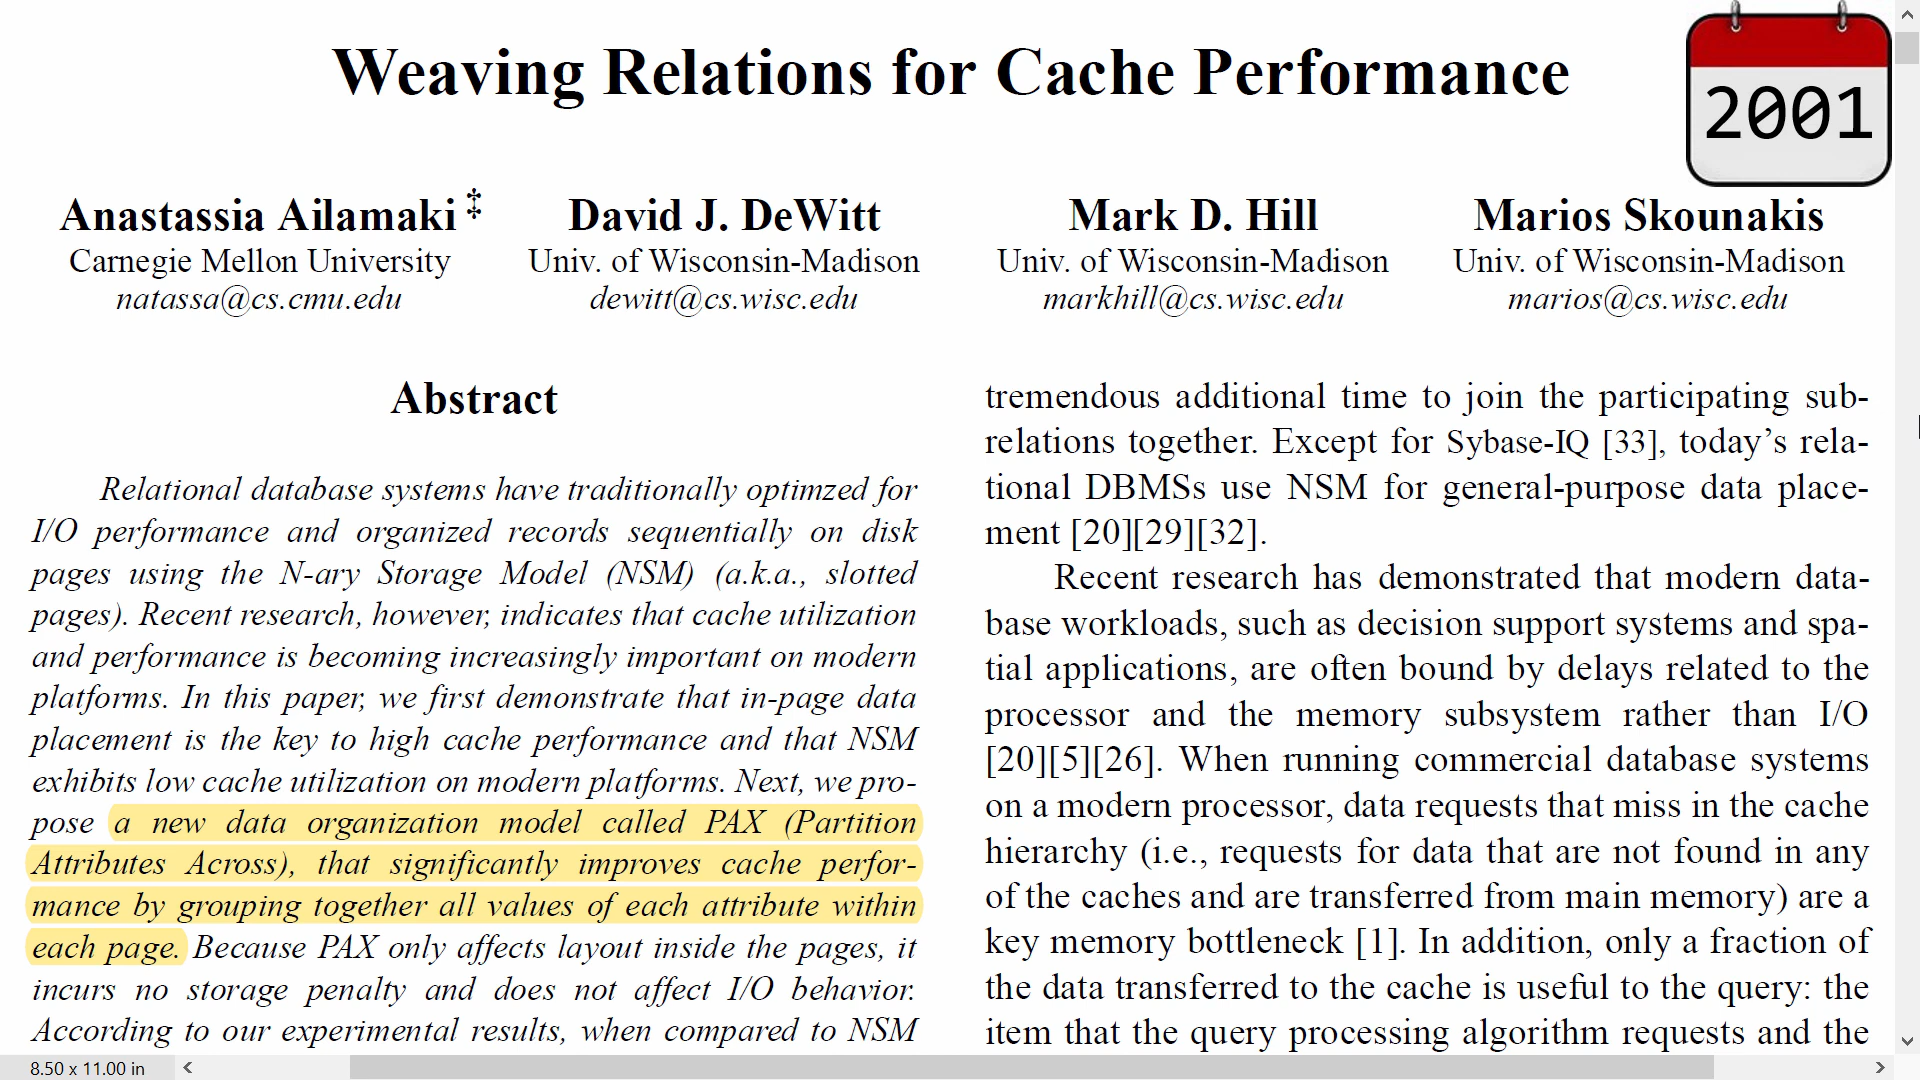 Weaving Relations for Cache Performance
2001
Anastassia Ailamaki ‡
Carnegie Mellon University
natassa@cs.cmu.edu
David J. DeWitt
Univ. of Wisconsin-Madison
dewitt@cs.wisc.edu
Mark D. Hill
Univ. of Wisconsin-Madison
markhill@cs.wisc.edu
Marios Skounakis
Univ. of Wisconsin-Madison
marios@cs.wisc.edu
Abstract
Relational database systems have traditionally optimzed for
I/O performance and organized records sequentially on disk
pages using the N-ary Storage Model (NSM) (a.k.a., slotted
pages). Recent research, however, indicates that cache utilization
and performance is becoming increasingly important on modern
platforms. In this paper, we first demonstrate that in-page data
placement is the key to high cache performance and that NSM
exhibits low cache utilization on modern platforms. Next, we pro-
pose a new data organization model called PAX (Partition
Attributes Across), that significantly improves cache perfor-
mance by grouping together all values of each attribute within
each page. Because PAX only affects layout inside the pages, it
incurs no storage penalty and does not affect I/O behavior.
According to our experimental results, when compared to NSM
tremendous additional time to join the participating sub-
relations together. Except for Sybase-IQ [33], today’s rela-
tional DBMSs use NSM for general-purpose data place-
ment [20][29][32].
Recent research has demonstrated that modern data-
base workloads, such as decision support systems and spa-
tial applications, are often bound by delays related to the
processor and the memory subsystem rather than I/O
[20][5][26]. When running commercial database systems
on a modern processor, data requests that miss in the cache
hierarchy (i.e., requests for data that are not found in any
of the caches and are transferred from main memory) are a
key memory bottleneck [1]. In addition, only a fraction of
the data transferred to the cache is useful to the query: the
item that the query processing algorithm requests and the
8.50 x 11.00 in